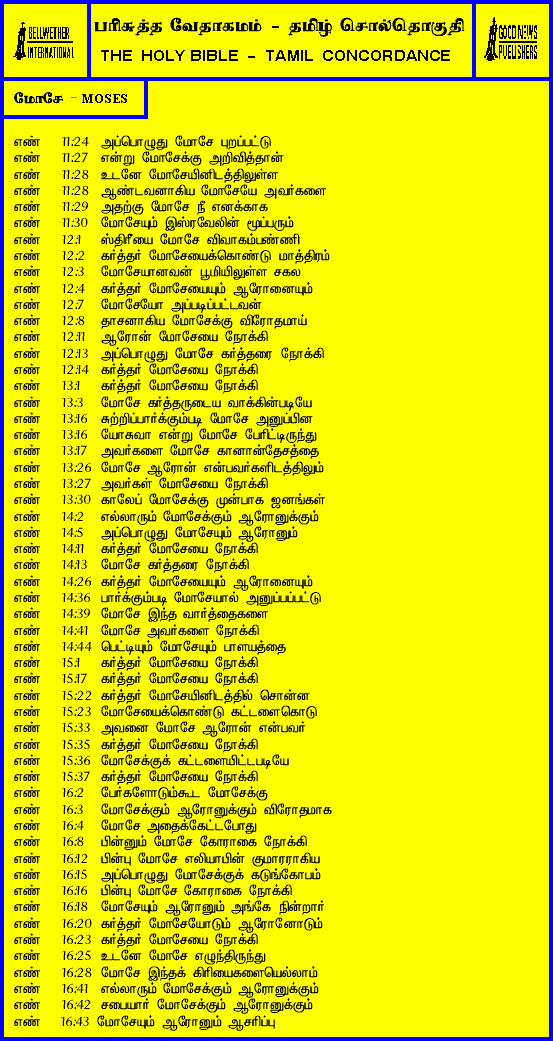 BELLWETHER
INTERNATIONAL
பரிசுத்த வேதாகமம் - தமிழ் சொல்தொகுதி
THE HOLY BIBLE - TAMIL CONCORDANCE
GOOD NEWS
PUBLISHERS
மோசே - MOSES
எண் 11:24 அப்பொழுது மோசே புறப்பட்டு
எண் 11:27 என்று மோசேக்கு அறிவித்தான்
எண் 11:28 உடனே மோசேயினிடத்திலுள்ள
எண் 11:28 ஆண்டவனாகிய மோசேயே அவர்களை
எண் 11:29 அதற்கு மோசே நீ எனக்காக
எண் 11:30 மோசேயும் இஸ்ரவேலின் மூப்பரும்
எண் 12:1 ஸ்திரீயை மோசே விவாகம்பண்ணி
எண் 12:2 கர்த்தர் மோசேயைக்கொண்டு மாத்திரம்
எண் 12:3 மோசேயானவன் பூமியிலுள்ள சகல
எண் 12:4 கர்த்தர் மோசேயையும் ஆரோனையும்
எண் 12:7 மோசேயோ அப்படிப்பட்டவன்
எண் 12:8 தாசனாகிய மோசேக்கு விரோதமாய்
எண் 12:11 ஆரோன் மோசேயை நோக்கி
எண் 12:13 அப்பொழுது மோசே கர்த்தரை நோக்கி
எண் 12:14 கர்த்தர் மோசேயை நோக்கி
எண் 13:1 கர்த்தர் மோசேயை நோக்கி
எண் 13:3 மோசே கர்த்தருடைய வாக்கின்படியே
எண் 13:16 சுற்றிப்பார்க்கும்படி மோசே அனுப்பின
எண் 13:16 யோசுவா என்று மோசே பேரிட்டிருந்து
எண் 13:17 அவர்களை மோசே கானான்தேசத்தை
எண் 13:26 மோசே ஆரோன் என்பவர்களிடத்திலும்
எண் 13:27 அவர்கள் மோசேயை நோக்கி
எண் 13:30 காலேப் மோசேக்கு முன்பாக ஜனங்கள்
எண் 14:2 எல்லாரும் மோசேக்கும் ஆரோனுக்கும்
எண் 14:5 அப்பொழுது மோசேயும் ஆரோனும்
எண் 14:11 கர்த்தர் மோசேயை நோக்கி
எண் 14:13 மோசே கர்த்தரை நோக்கி
எண் 14:26 கர்த்தர் மோசேயையும் ஆரோனையும்
எண் 14:36 பார்க்கும்படி மோசேயால் அனுப்பப்பட்டு
எண் 14:39 மோசே இந்த வார்த்தைகளை
எண் 14:41 மோசே அவர்களை நோக்கி
எண் 14:44 பெட்டியும் மோசேயும் பாளயத்தை
எண் 15:1 கர்த்தர் மோசேயை நோக்கி
எண் 15:17 கர்த்தர் மோசேயை நோக்கி
எண் 15:22 கர்த்தர் மோசேயினிடத்தில் சொன்ன
எண் 15:23 மோசேயைக்கொண்டு கட்டளைகொடு
எண் 15:33 அவனை மோசே ஆரோன் என்பவர்
எண் 15:35 கர்த்தர் மோசேயை நோக்கி
எண் 15:36 மோசேக்குக் கட்டளையிட்டபடியே
எண் 15:37 கர்த்தர் மோசேயை நோக்கி
எண் 16:2 பேர்களோடும்கூட மோசேக்கு
எண் 16:3 மோசேக்கும் ஆரோனுக்கும் விரோதமாக
எண் 16:4 மோசே அதைக்கேட்டபோது
எண் 16:8 பின்னும் மோசே கோராகை நோக்கி
எண் 16:12 பின்பு மோசே எலியாபின் குமாரராகிய
எண் 16:15 அப்பொழுது மோசேக்குக் கடுங்கோபம்
எண் 16:16 பின்பு மோசே கோராகை நோக்கி
எண் 16:18 மோசேயும் ஆரோனும் அங்கே நின்றார்
எண் 16:20 கர்த்தர் மோசேயோடும் ஆரோனோடும்
எண் 16:23 கர்த்தர் மோசேயை நோக்கி
எண் 16:25 உடனே மோசே எழுந்திருந்து
எண் 16:28 மோசே இந்தக் கிரியைகளையெல்லாம்
எண் 16:41 எல்லாரும் மோசேக்கும் ஆரோனுக்கும்
எண் 16:42 சபையார் மோசேக்கும் ஆரோனுக்கும்
எண் 16:43 மோசேயும் ஆரோனும் ஆசரிப்பு